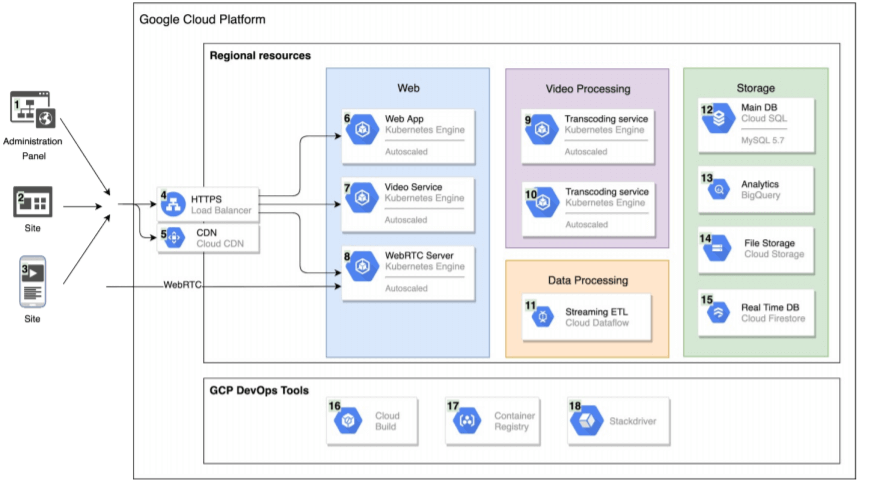 Google Cloud Platform
Regional resources
1
Administration
Panel
2
Site
3
Site
4
HTTPS
Load Balancer
5
CDN
Cloud CDN
WebRTC
Web
6
Web App
Kubernetes Engine
Autoscaled
7
Video Service
Kubernetes Engine
Autoscaled
8
WebRTC Server
Kubernetes Engine
Autoscaled
Video Processing
9
Transcoding service
Kubernetes Engine
Autoscaled
10
Transcoding service
Kubernetes Engine
Autoscaled
Data Processing
11
Streaming ETL
Cloud Dataflow
Storage
12
Main DB
Cloud SQL
MySQL 5.7
13
Analytics
BigQuery
14
File Storage
Cloud Storage
15
Real Time DB
Cloud Firestore
GCP DevOps Tools
16
Cloud
Build
17
Container
Registry
18
Stackdriver